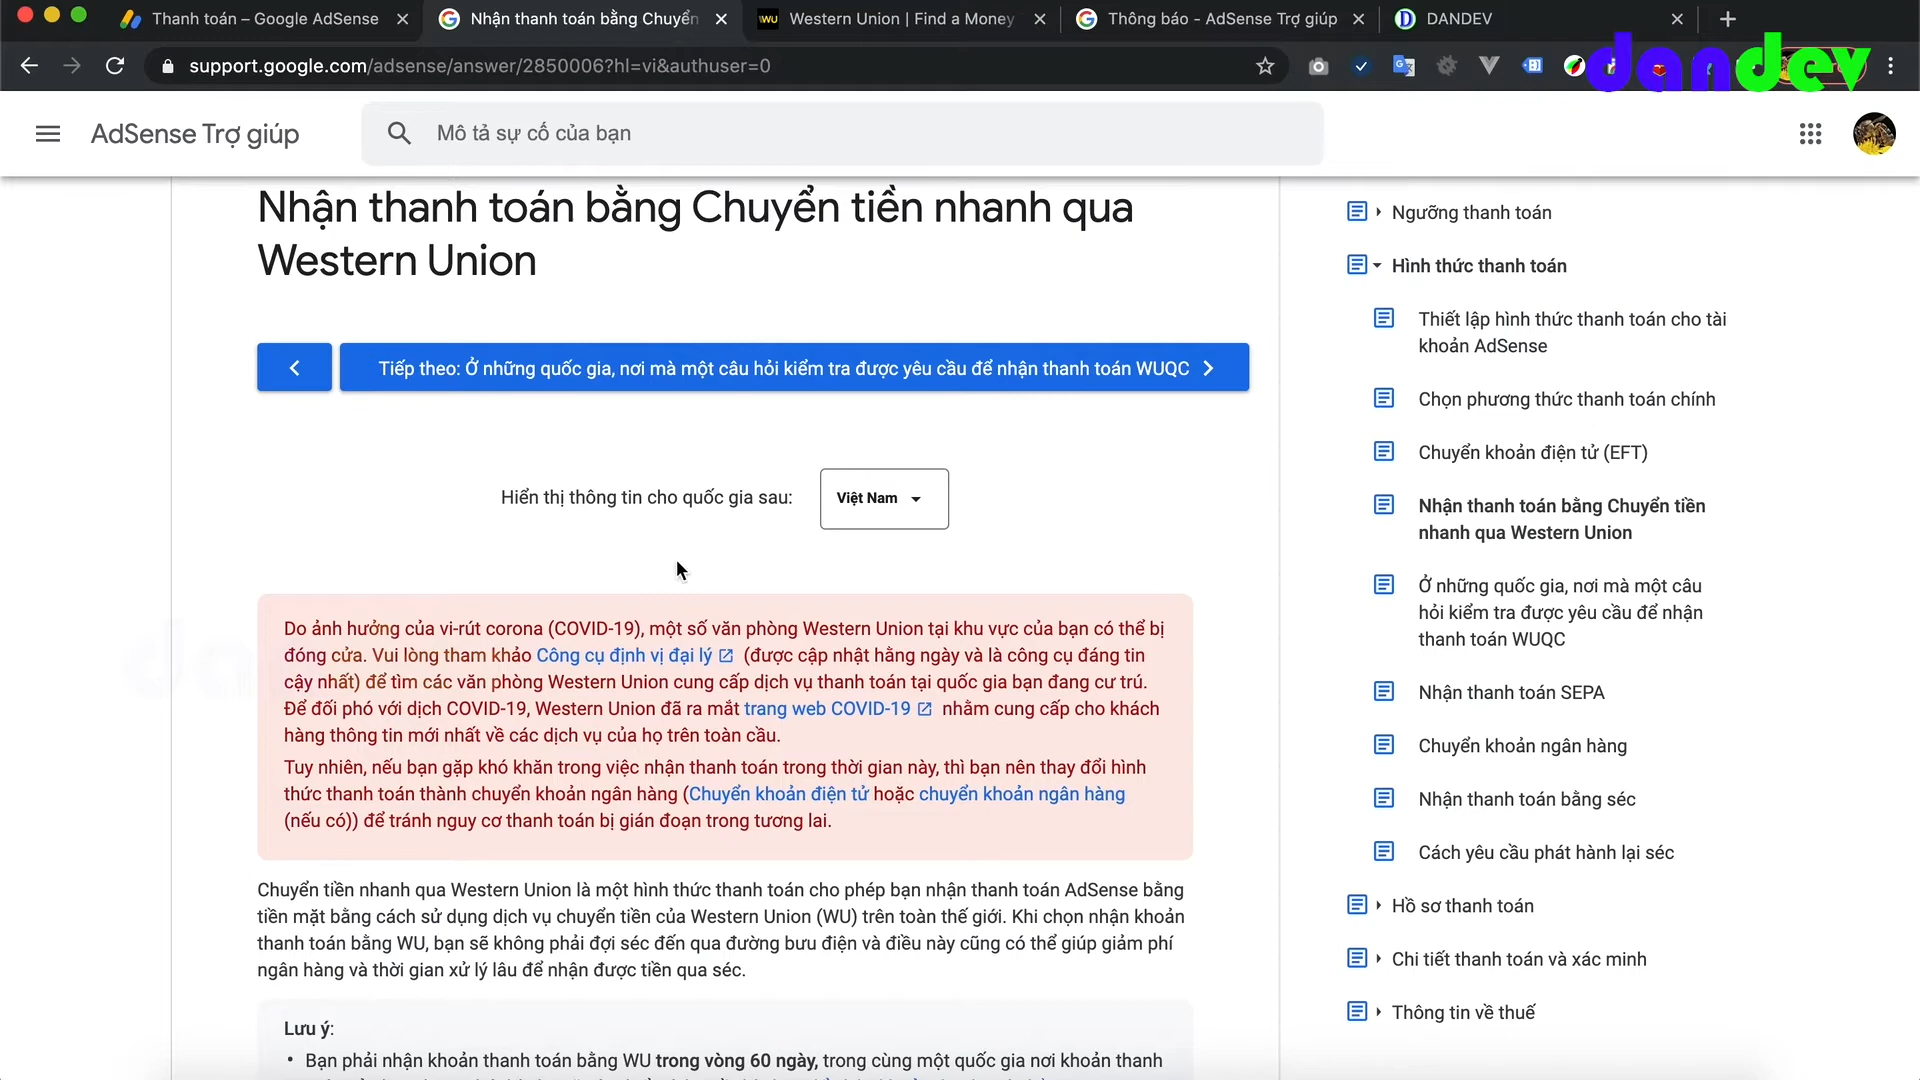 Thanh toán – Google AdSense
Nhận thanh toán bằng Chuyển
Western Union | Find a Money
Thông báo - AdSense Trợ giúp
DANDEV
support.google.com/adsense/answer/2850006?hl=vi&authuser=0
dandev
AdSense Trợ giúp
Mô tả sự cố của bạn
Nhận thanh toán bằng Chuyển tiền nhanh qua
Western Union
Tiếp theo: Ở những quốc gia, nơi mà một câu hỏi kiểm tra được yêu cầu để nhận thanh toán WUQC
Hiển thị thông tin cho quốc gia sau:
Việt Nam
Do ảnh hưởng của vi-rút corona (COVID-19), một số văn phòng Western Union tại khu vực của bạn có thể bị
đóng cửa. Vui lòng tham khảo Công cụ định vị đại lý (được cập nhật hằng ngày và là công cụ đáng tin
cậy nhất) để tìm các văn phòng Western Union cung cấp dịch vụ thanh toán tại quốc gia bạn đang cư trú.
Để đối phó với dịch COVID-19, Western Union đã ra mắt trang web COVID-19 nhằm cung cấp cho khách
hàng thông tin mới nhất về các dịch vụ của họ trên toàn cầu.
Tuy nhiên, nếu bạn gặp khó khăn trong việc nhận thanh toán trong thời gian này, thì bạn nên thay đổi hình
thức thanh toán thành chuyển khoản ngân hàng (Chuyển khoản điện tử hoặc chuyển khoản ngân hàng
(nếu có)) để tránh nguy cơ thanh toán bị gián đoạn trong tương lai.
Chuyển tiền nhanh qua Western Union là một hình thức thanh toán cho phép bạn nhận thanh toán AdSense bằng
tiền mặt bằng cách sử dụng dịch vụ chuyển tiền của Western Union (WU) trên toàn thế giới. Khi chọn nhận khoản
thanh toán bằng WU, bạn sẽ không phải đợi séc đến qua đường bưu điện và điều này cũng có thể giúp giảm phí
ngân hàng và thời gian xử lý lâu để nhận được tiền qua séc.
Lưu ý:
• Bạn phải nhận khoản thanh toán bằng WU trong vòng 60 ngày, trong cùng một quốc gia nơi khoản thanh
Ngưỡng thanh toán
Hình thức thanh toán
Thiết lập hình thức thanh toán cho tài
khoản AdSense
Chọn phương thức thanh toán chính
Chuyển khoản điện tử (EFT)
Nhận thanh toán bằng Chuyển tiền
nhanh qua Western Union
Ở những quốc gia, nơi mà một câu
hỏi kiểm tra được yêu cầu để nhận
thanh toán WUQC
Nhận thanh toán SEPA
Chuyển khoản ngân hàng
Nhận thanh toán bằng séc
Cách yêu cầu phát hành lại séc
Hồ sơ thanh toán
Chi tiết thanh toán và xác minh
Thông tin về thuế